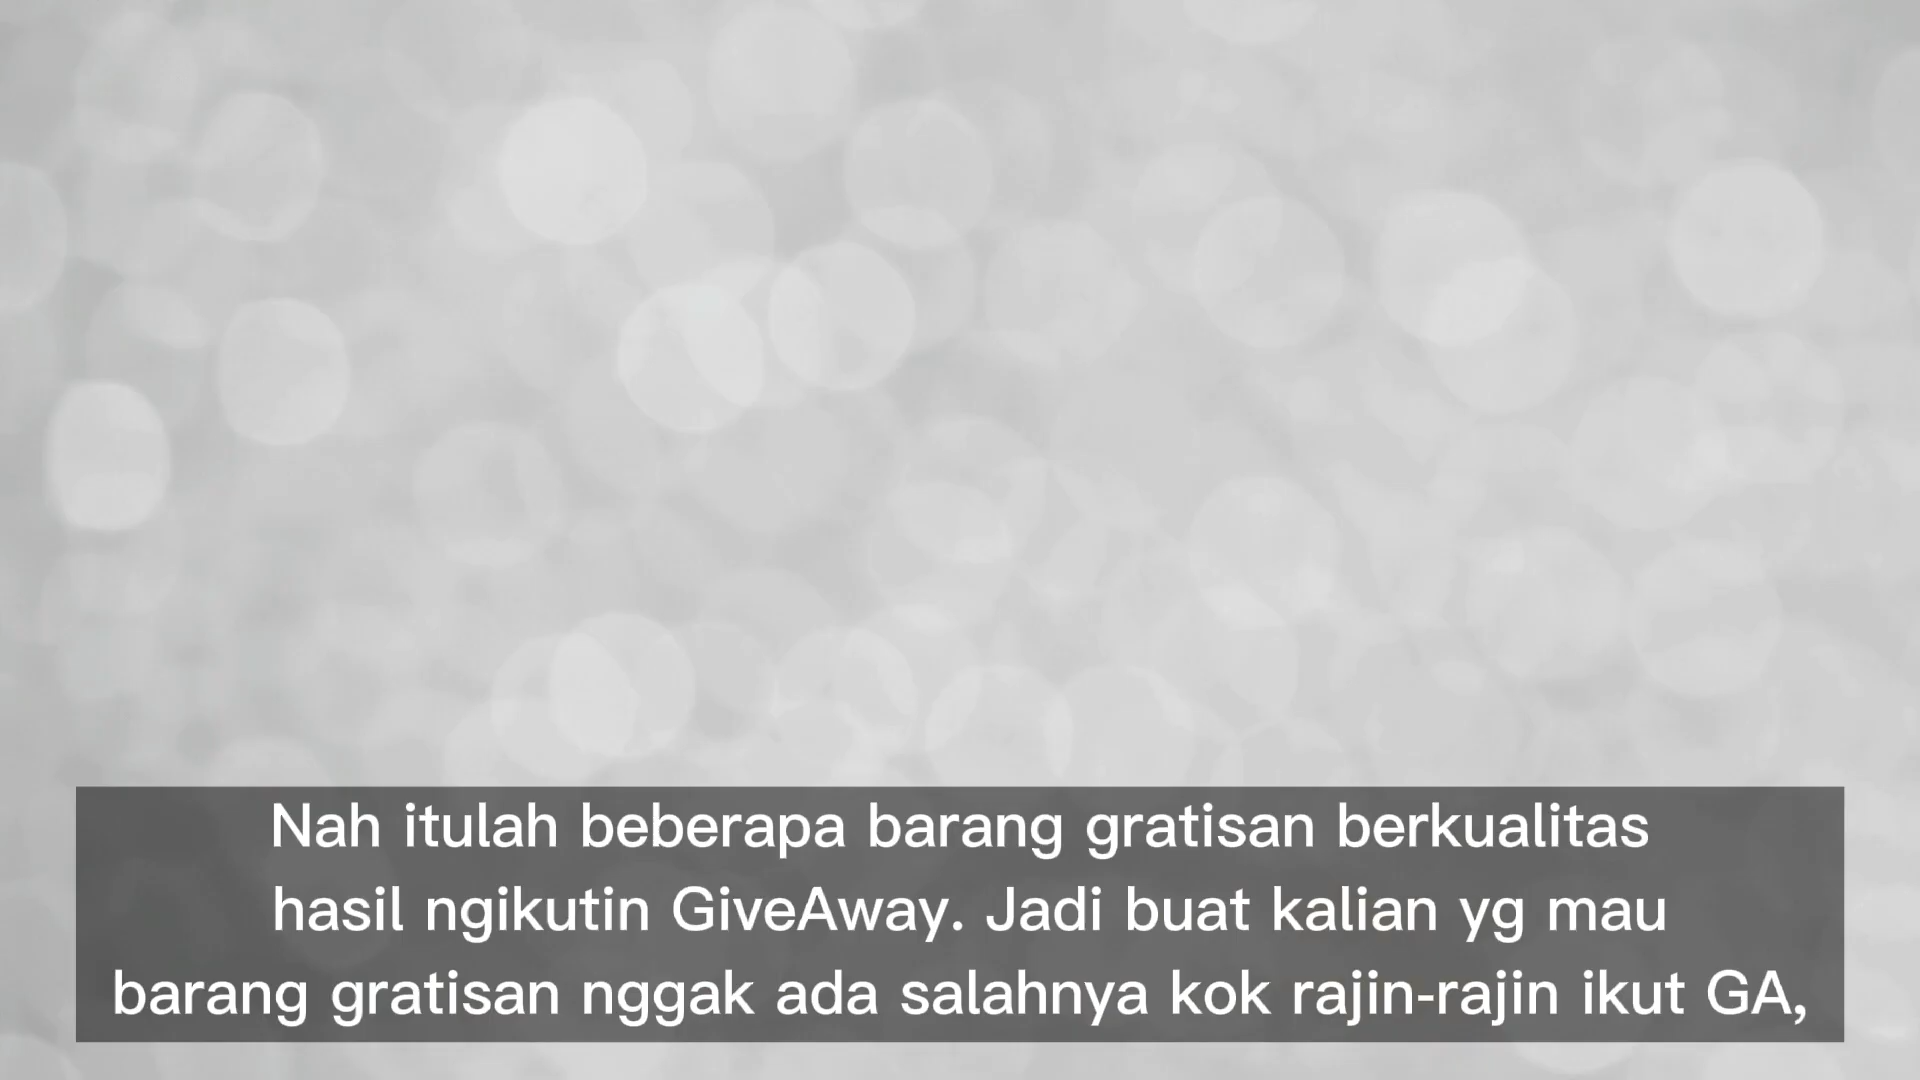 Nah itulah beberapa barang gratisan berkualitas
hasil ngikutin GiveAway. Jadi buat kalian yg mau
barang gratisan nggak ada salahnya kok rajin-rajin ikut GA,